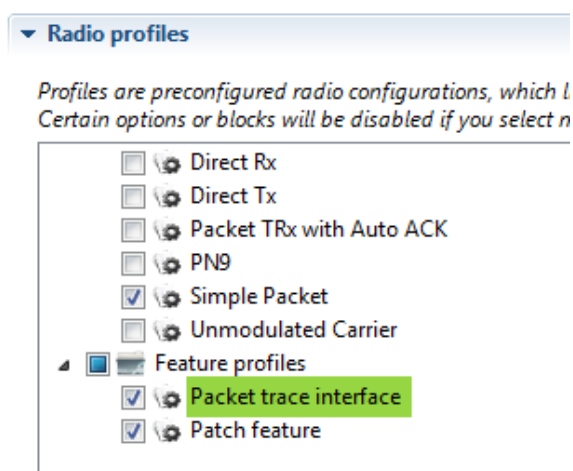 Radio profiles
Profiles are preconfigured radio configurations, which
Certain options or blocks will be disabled if you select
Direct Rx
Direct Tx
Packet TRx with Auto ACK
PN9
Simple Packet
Unmodulated Carrier
Feature profiles
Packet trace interface
Patch feature